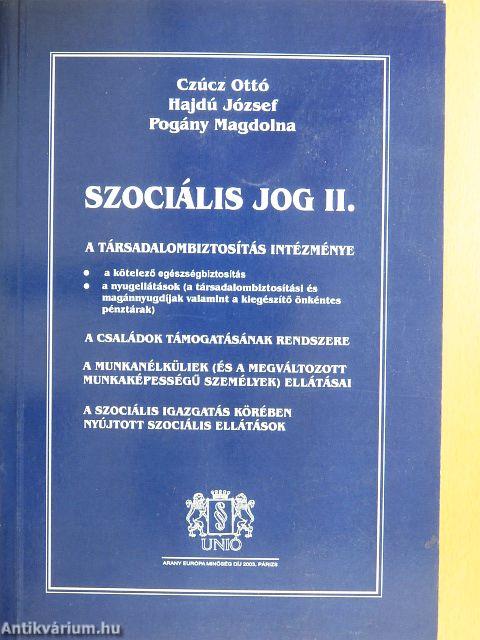 Czúcz Ottó
Hajdú József
Pogány Magdolna
SZOCIÁLIS JOG II.
A TÁRSADALOMBIZTOSÍTÁS INTÉZMÉNYE
● a kötelező egészségbiztosítás
● a nyugellátások (a társadalombiztosítási és
magánnyugdíjak valamint a kiegészítő önkéntes
pénztárak)
A CSALÁDOK TÁMOGATÁSÁNAK RENDSZERE
A MUNKANÉLKÜLIEK (ÉS A MEGVÁLTOZOTT
MUNKAKÉPESSÉGŰ SZEMÉLYEK) ELLÁTÁSAI
A SZOCIÁLIS IGAZGATÁS KÖRÉBEN
NYÚJTOTT SZOCIÁLIS ELLÁTÁSOK
§
UNIÓ
ARANY EURÓPA MINŐSÉG DÍJ 2003. PÁRIZS
Antikvárium.hu